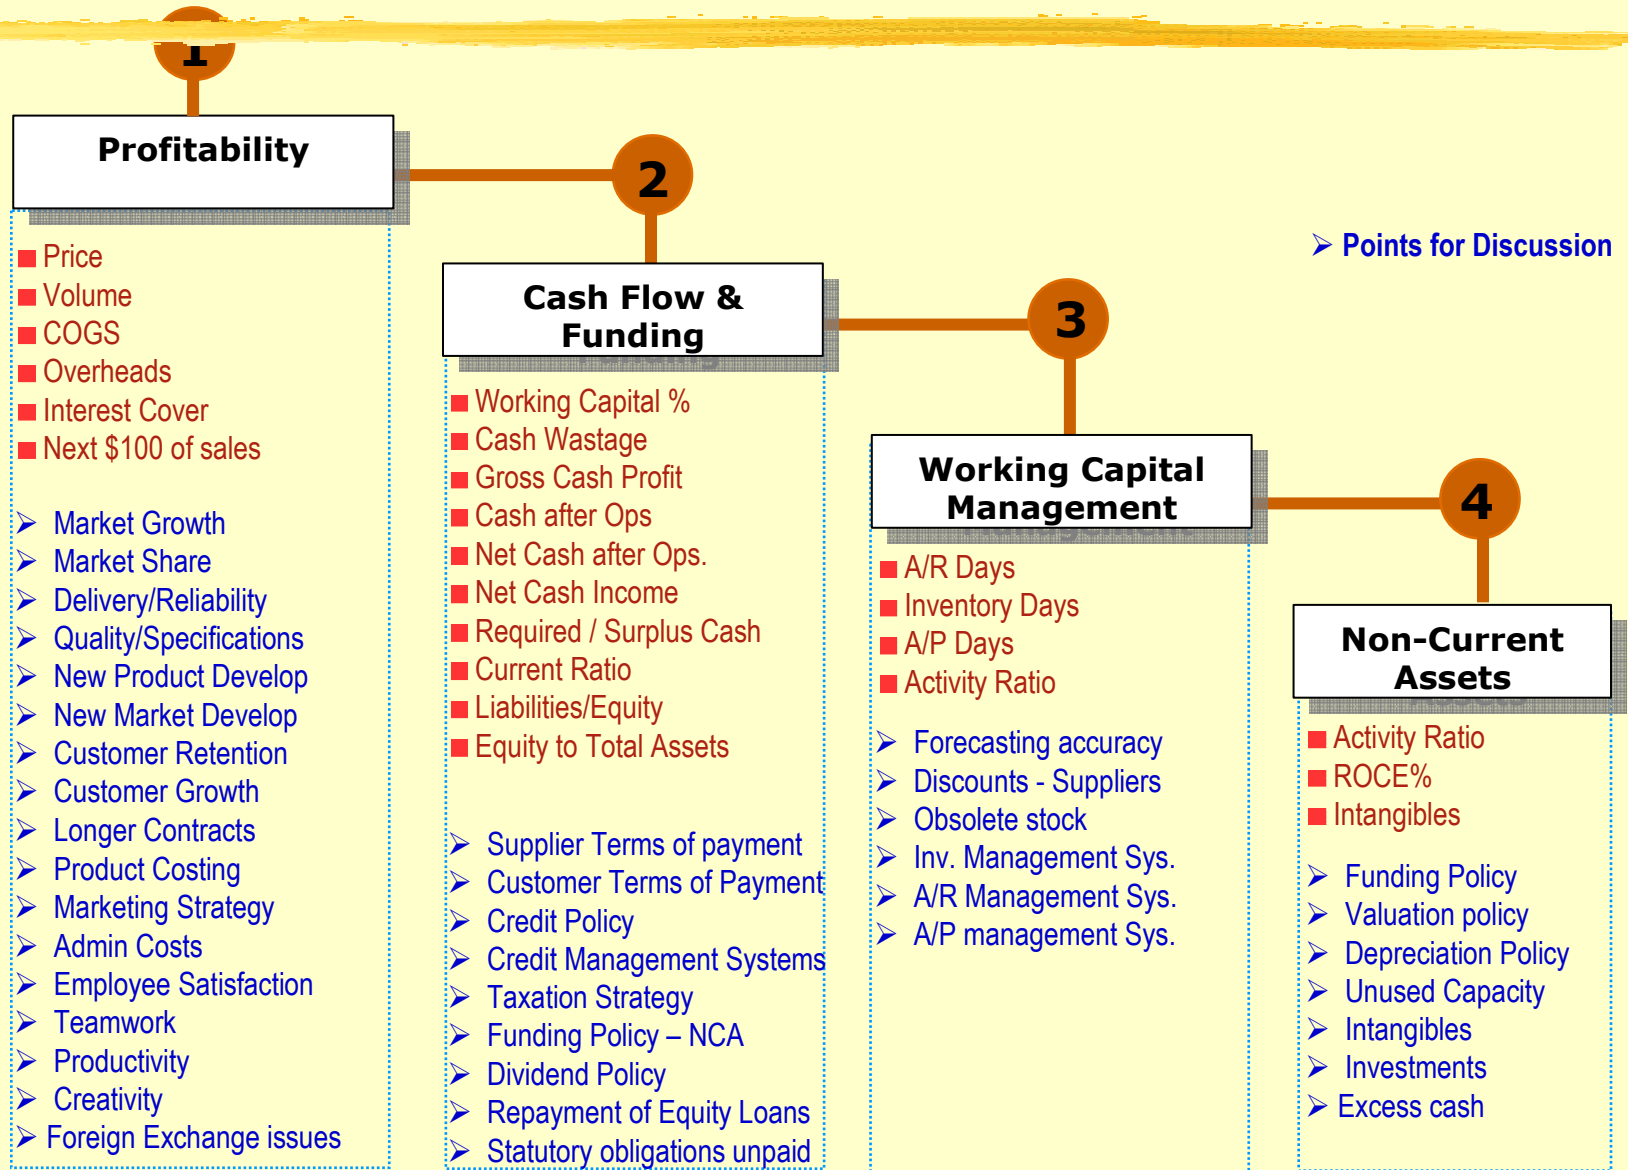 1
Profitability
■ Price
■ Volume
■ COGS
■ Overheads
■ Interest Cover
■ Next $100 of sales
➢ Market Growth
➢ Market Share
➢ Delivery/Reliability
➢ Quality/Specifications
➢ New Product Develop
➢ New Market Develop
➢ Customer Retention
➢ Customer Growth
➢ Longer Contracts
➢ Product Costing
➢ Marketing Strategy
➢ Admin Costs
➢ Employee Satisfaction
➢ Teamwork
➢ Productivity
➢ Creativity
➢ Foreign Exchange issues
2
Cash Flow &
Funding
■ Working Capital %
■ Cash Wastage
■ Gross Cash Profit
■ Cash after Ops
■ Net Cash after Ops.
■ Net Cash Income
■ Required / Surplus Cash
■ Current Ratio
■ Liabilities/Equity
■ Equity to Total Assets
➢ Supplier Terms of payment
➢ Customer Terms of Payment
➢ Credit Policy
➢ Credit Management Systems
➢ Taxation Strategy
➢ Funding Policy – NCA
➢ Dividend Policy
➢ Repayment of Equity Loans
➢ Statutory obligations unpaid
3
Working Capital
Management
■ A/R Days
■ Inventory Days
■ A/P Days
■ Activity Ratio
➢ Forecasting accuracy
➢ Discounts - Suppliers
➢ Obsolete stock
➢ Inv. Management Sys.
➢ A/R Management Sys.
➢ A/P management Sys.
➢ Points for Discussion
4
Non-Current
Assets
■ Activity Ratio
■ ROCE%
■ Intangibles
➢ Funding Policy
➢ Valuation policy
➢ Depreciation Policy
➢ Unused Capacity
➢ Intangibles
➢ Investments
➢ Excess cash